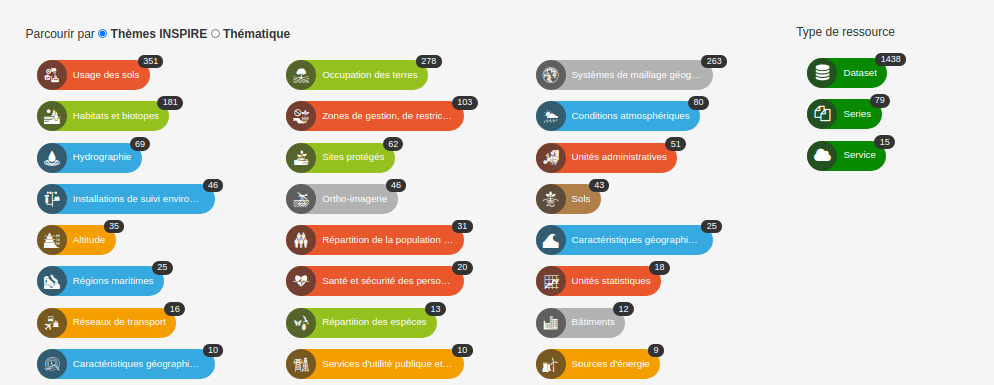 Parcourir par Thèmes INSPIRE Thématique
Type de ressource
Usage des sols 351
Occupation des terres 278
Systèmes de maillage géog... 263
Habitats et biotopes 181
Zones de gestion, de restric... 103
Conditions atmosphériques 80
Hydrographie 69
Sites protégés 62
Unités administratives 51
Installations de suivi enviro... 46
Ortho-imagerie 46
Sols 43
Altitude 35
Répartition de la population ... 31
Caractéristiques géographi... 25
Régions maritimes 25
Santé et sécurité des perso... 20
Unités statistiques 18
Réseaux de transport 16
Répartition des espèces 13
Bâtiments 12
Caractéristiques géographi... 10
Services d'utilité publique et... 10
Sources d'énergie 9
Dataset 1438
Series 79
Service 15